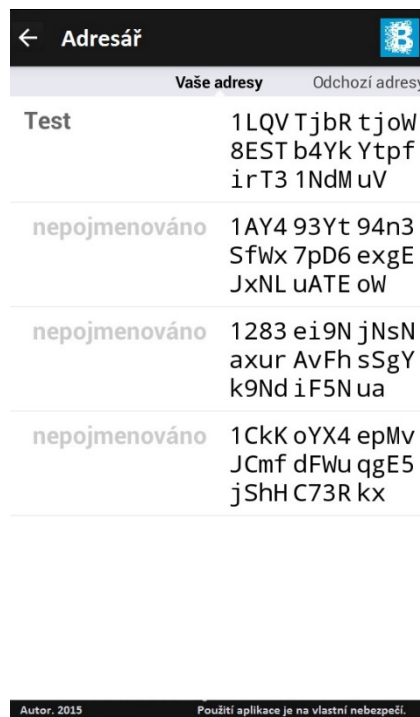 ← Adresář
Vaše adresy Odchozí adresy
Test
1LQV TjbR tjoW
8EST b4Yk Ytpf
irT3 1NdM uV
nepojmenováno
1AY4 93Yt 94n3
SfWx 7pD6 exgE
JxNL uATE oW
nepojmenováno
1283 ei9N jNsN
axur AvFh sSgY
k9Nd iF5N ua
nepojmenováno
1CkK oYX4 epMv
JCmf dFWu qgE5
jShH C73R kx
Autor. 2015 Použití aplikace je na vlastní nebezpečí.